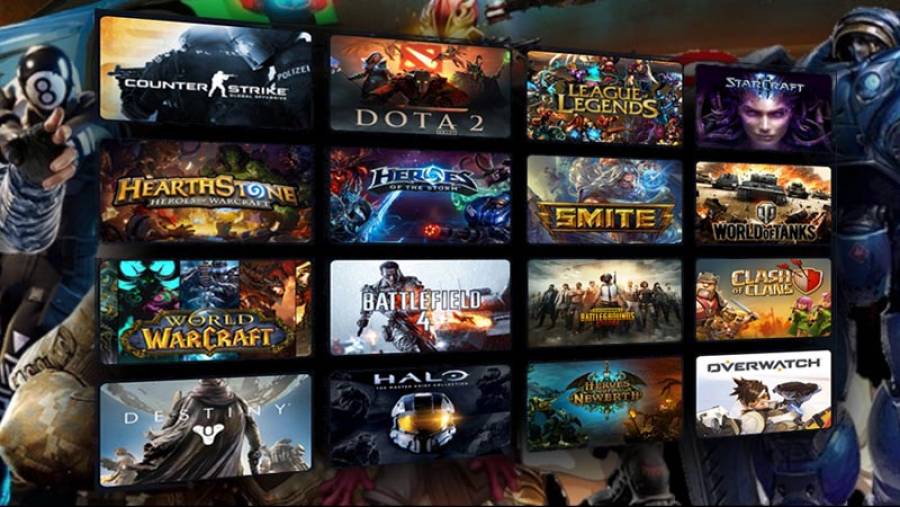 8
POLIZEI
COUNTER STRIKE
GLOBAL OFFENSIVE
DOTA 2
LEAGUE
OF
LEGENDS
STARCRAFT
HEARTHSTONE
HEROES OF WARCRAFT
HEROES
OF THE STORM
SMITE
WORLD OF TANKS
WORLD
OF
WARCRAFT
BATTLEFIELD
4
BATTLEGROUNDS
CLASH
OF CLANS
DESTINY
HALO
THE MASTER CHIEF COLLECTION
HEROES
OF
NEWERTH
OVERWATCH